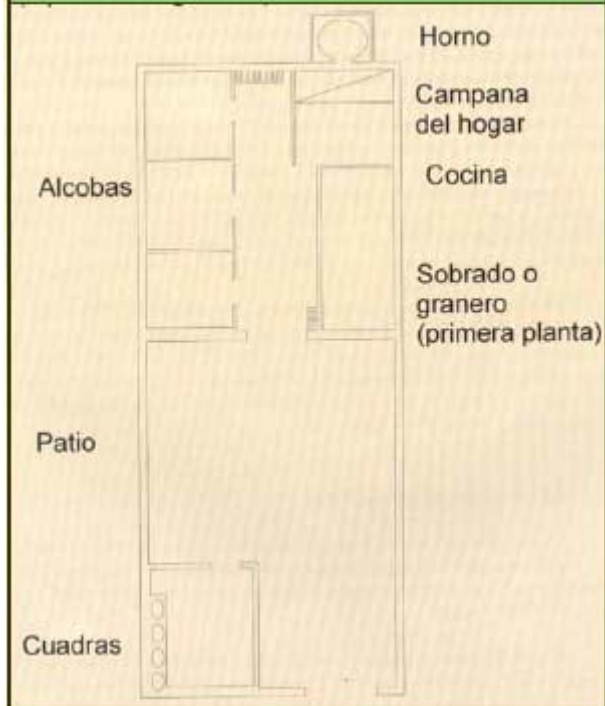 Horno
Campana
del hogar
Cocina
Alcobas
Sobrado o
granero
(primera planta)
Patio
Cuadras